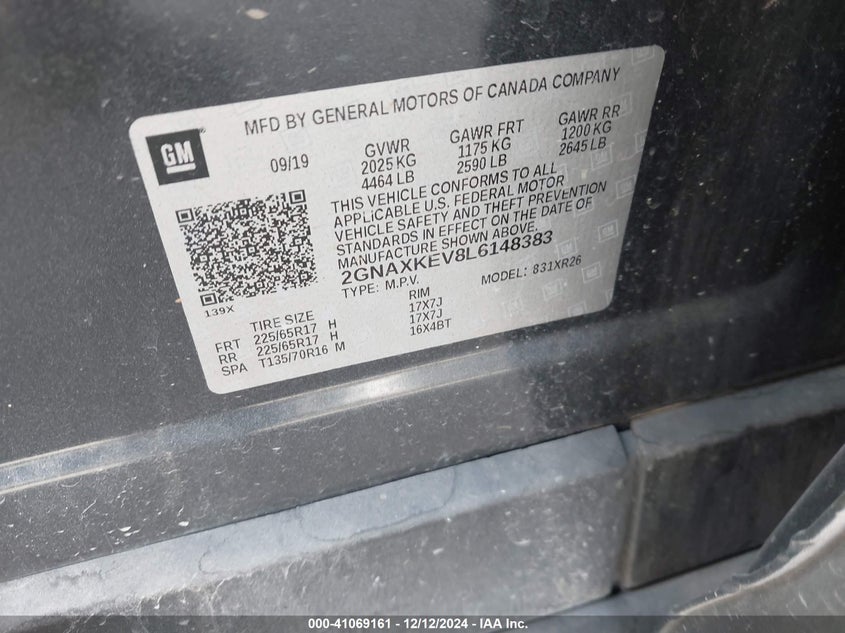 MFD BY GENERAL MOTORS OF CANADA COMPANY
GM
09/19
GVWR
2025 KG
4464 LB
GAWR FRT
1175 KG
2590 LB
GAWR RR
1200 KG
2645 LB
THIS VEHICLE CONFORMS TO ALL
APPLICABLE U.S. FEDERAL MOTOR
VEHICLE SAFETY AND THEFT PREVENTION
STANDARDS IN EFFECT ON THE DATE OF
MANUFACTURE SHOWN ABOVE.
2GNAXKEV8L6148383
TYPE: M.P.V. MODEL: 831XR26
139X
TIRE SIZE RIM
FRT 225/65R17 H 17X7J
RR 225/65R17 H 17X7J
SPA T135/70R16 M 16X4BT
000-41069161 - 12/12/2024 - IAA Inc.